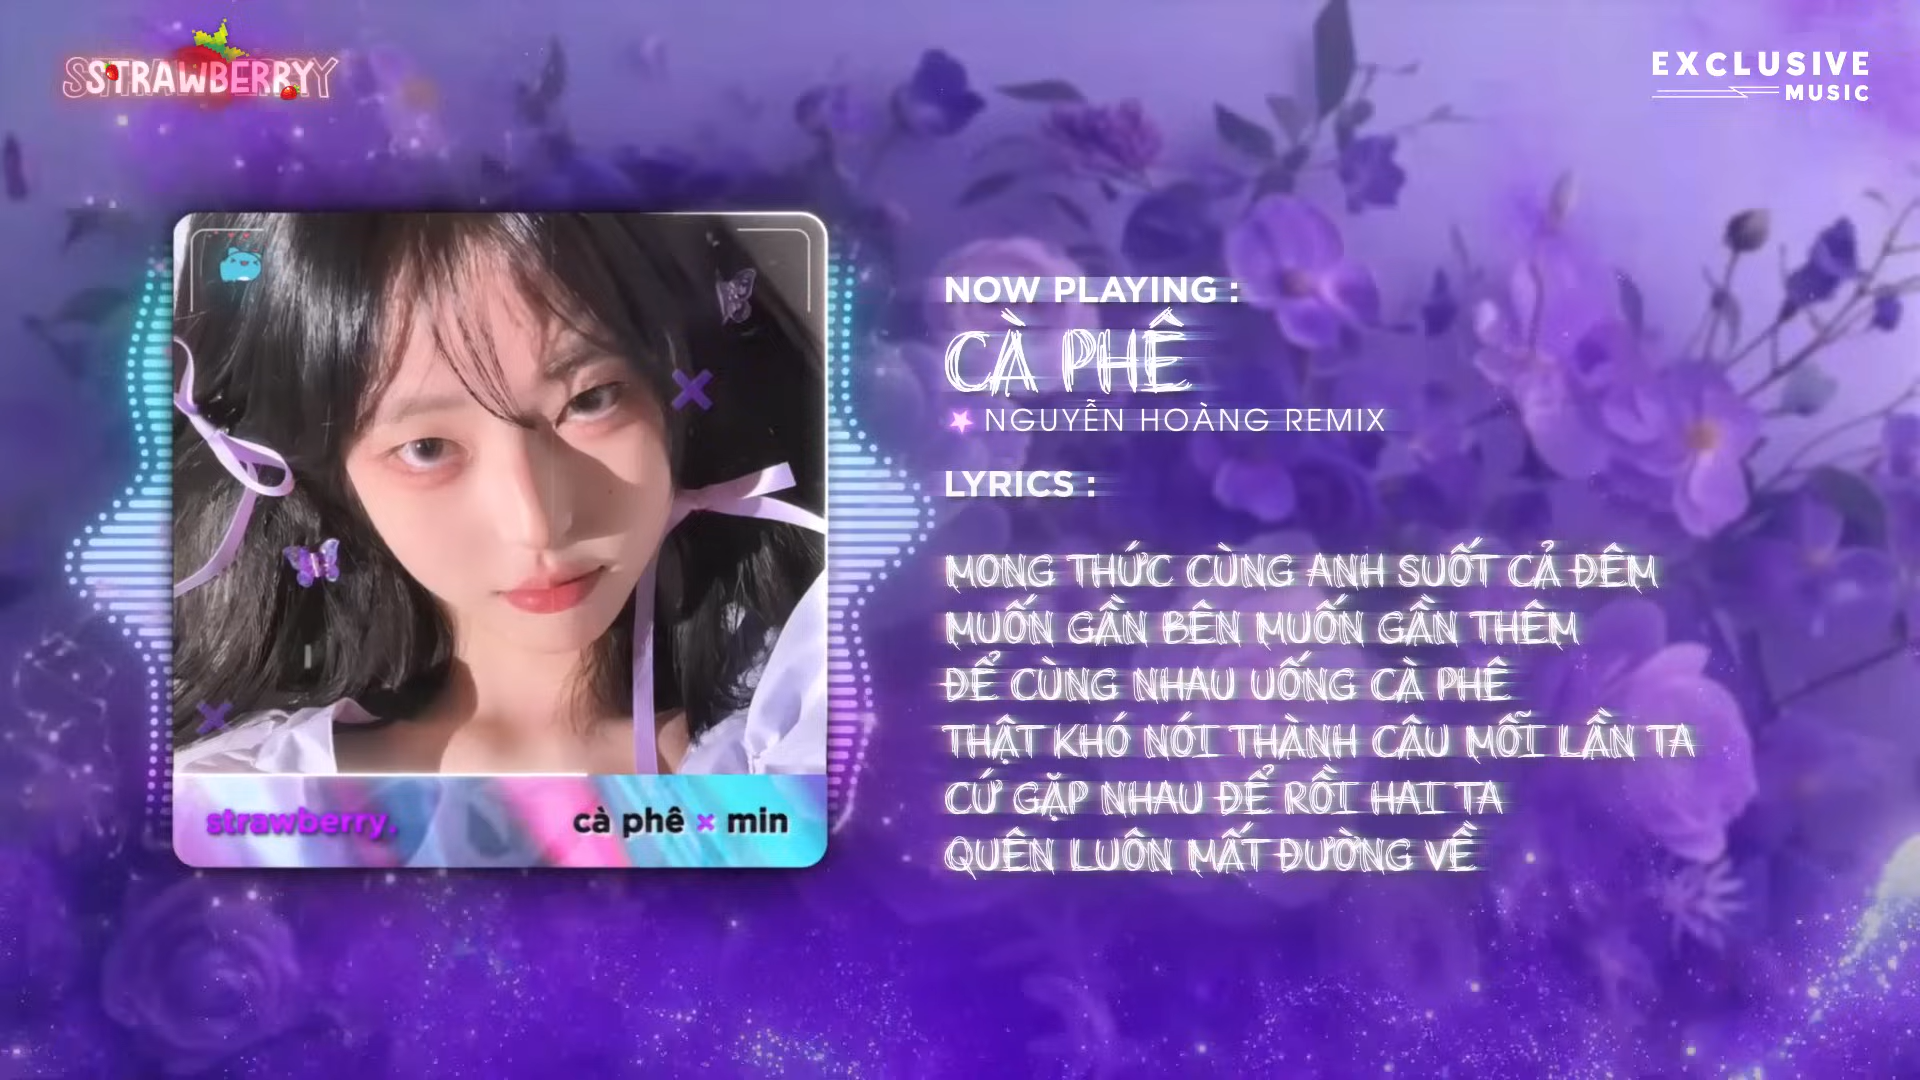 STRAWBERRY
EXCLUSIVE
MUSIC
NOW PLAYING :
CÀ PHÊ
NGUYỄN HOÀNG REMIX
LYRICS :
MONG THỨC CÙNG ANH SUỐT CẢ ĐÊM
MUỐN GẦN BÊN MUỐN GẦN THÊM
ĐỂ CÙNG NHAU UỐNG CÀ PHÊ
THẬT KHÓ NÓI THÀNH CÂU MỖI LẦN TA
CỨ GẶP NHAU ĐỂ RỒI HAI TA
QUÊN LUÔN MẤT ĐƯỜNG VỀ
strawberry.
cà phê × min